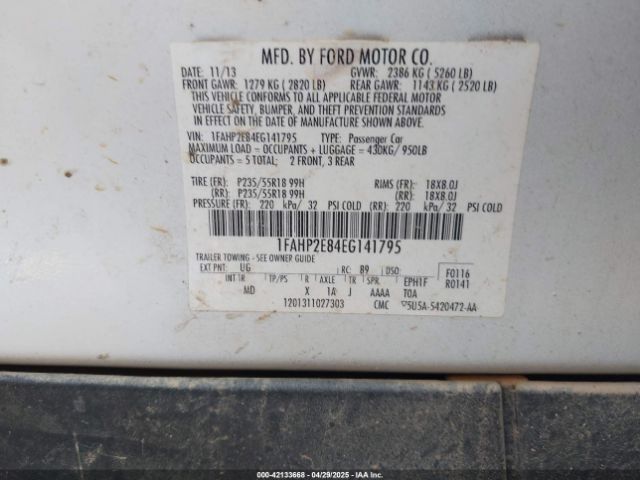 MFD. BY FORD MOTOR CO.
DATE: 11/13 GVWR: 2386 KG ( 5260 LB)
FRONT GAWR: 1279 KG ( 2820 LB) REAR GAWR: 1143 KG ( 2520 LB)
THIS VEHICLE CONFORMS TO ALL APPLICABLE FEDERAL MOTOR
VEHICLE SAFETY, BUMPER, AND THEFT PREVENTION STANDARDS
IN EFFECT ON THE DATE OF MANUFACTURE SHOWN ABOVE.
VIN: 1FAHP2E84EG141795 TYPE: Passenger Car
MAXIMUM LOAD = OCCUPANTS + LUGGAGE = 430KG/ 950LB
OCCUPANTS = 5 TOTAL: 2 FRONT, 3 REAR
TIRE (FR): P235/55R18 99H RIMS (FR): 18X8.0J
(RR): P235/55R18 99H (RR): 18X8.0J
PRESSURE (FR): 220 kPa/ 32 PSI COLD (RR): 220 kPa/ 32 PSI COLD
1FAHP2E84EG141795
TRAILER TOWING - SEE OWNER GUIDE
EXT PNT: UG RC: 89 DSO: F0116
INT TR TP/PS R AXLE TR SPR EPH1F R0141
MD X 1A J AAAA TOA
1201311027303 CMC 5U5A-5420472-AA
00-42133668 - 04/29/2025 - IAAI.COM